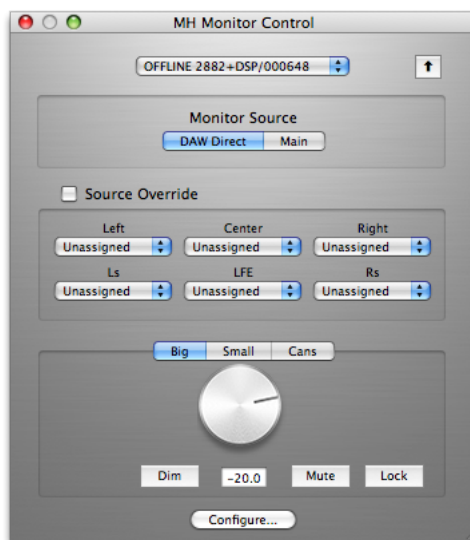 MH Monitor Control
OFFLINE 2882+DSP/000648
Monitor Source
DAW Direct Main
Source Override
Left Center Right
Unassigned Unassigned Unassigned
Ls LFE Rs
Unassigned Unassigned Unassigned
Big Small Cans
Dim -20.0 Mute Lock
Configure...